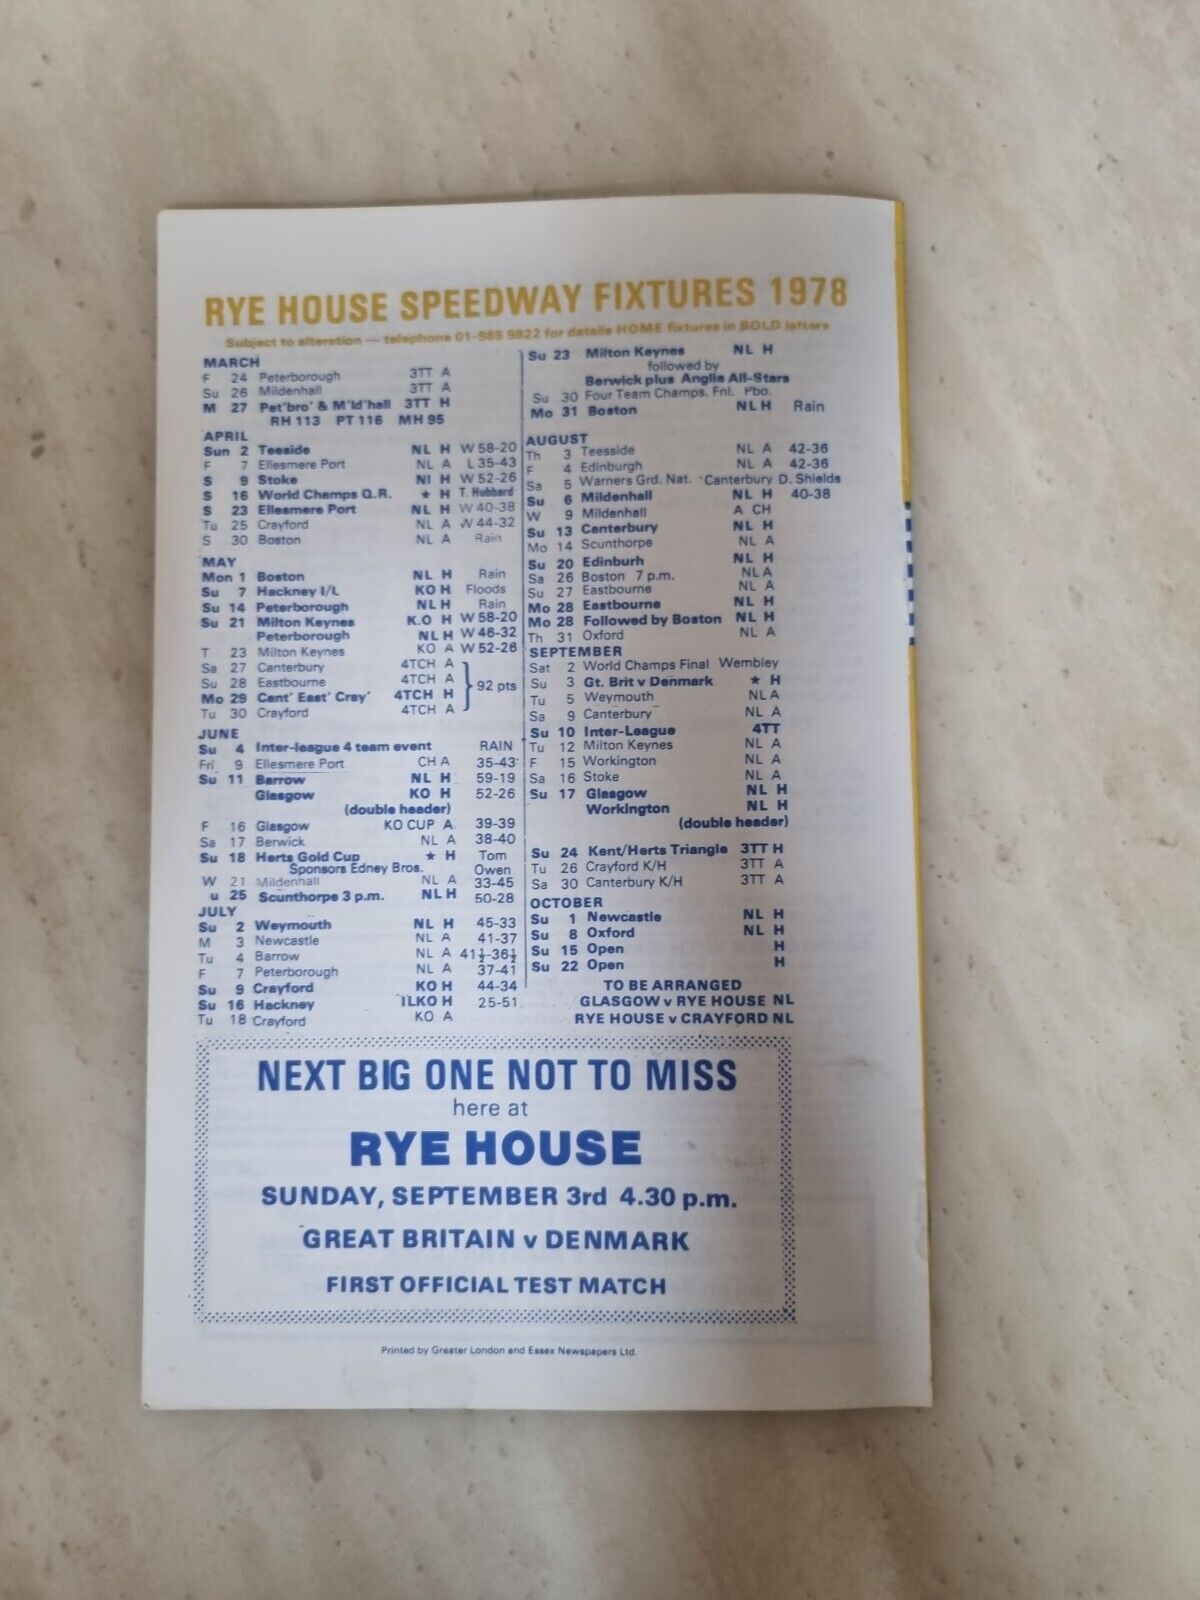 RYE HOUSE SPEEDWAY FIXTURES 1978
Subject to alteration — telephone 01-985 9822 for details HOME fixtures in BOLD letters
MARCH
F 24 Peterborough 3TT A
Su 26 Mildenhall 3TT A
M 27 Pet'bro' & M'ld'hall 3TT H
RH 113 PT 116 MH 95
APRIL
Sun 2 Teeside NL H W 58-20
F 7 Ellesmere Port NL A L 35-43
S 9 Stoke Nl H W 52-26
S 16 World Champs Q.R. ★ H T. Hubbard
S 23 Ellesmere Port NL H W 40-38
Tu 25 Crayford NL A W 44-32
S 30 Boston NL A Rain
MAY
Mon 1 Boston NL H Rain
Su 7 Hackney I/L KO H Floods
Su 14 Peterborough NL H Rain
Su 21 Milton Keynes K.O H W 58-20
Peterborough NL H W 46-32
T 23 Milton Keynes KO A W 52-26
Sa 27 Canterbury 4TCH A
Su 28 Eastbourne 4TCH A
Mo 29 Cant' East' Cray' 4TCH H
Tu 30 Crayford 4TCH A
92 pts
JUNE
Su 4 Inter-league 4 team event RAIN
Fri 9 Ellesmere Port CH A 35-43
Su 11 Barrow NL H 59-19
Glasgow KO H 52-26
(double header)
F 16 Glasgow KO CUP A 39-39
Sa 17 Berwick NL A 38-40
Su 18 Herts Gold Cup ★ H Tom
Sponsors Edney Bros. Owen
W 21 Mildenhall NL A 33-45
u 25 Scunthorpe 3 p.m. NL H 50-28
JULY
Su 2 Weymouth NL H 45-33
M 3 Newcastle NL A 41-37
Tu 4 Barrow NL A 41½-36½
F 7 Peterborough NL A 37-41
Su 9 Crayford KO H 44-34
Su 16 Hackney ILKO H 25-51
Tu 18 Crayford KO A
Su 23 Milton Keynes NL H
followed by
Berwick plus Anglia All-Stars
Su 30 Four Team Champs. Fnl. Pbo.
Mo 31 Boston NL H Rain
AUGUST
Th 3 Teesside NL A 42-36
F 4 Edinburgh NL A 42-36
Sa 5 Warners Grd. Nat. Canterbury D. Shields
Su 6 Mildenhall NL H 40-38
W 9 Mildenhall A CH
Su 13 Canterbury NL H
Mo 14 Scunthorpe NL A
Su 20 Edinburh NL H
Sa 26 Boston 7 p.m. NL A
Su 27 Eastbourne NL A
Mo 28 Eastbourne NL H
Mo 28 Followed by Boston NL H
Th 31 Oxford NL A
SEPTEMBER
Sat 2 World Champs Final Wembley
Su 3 Gt. Brit v Denmark ★ H
Tu 5 Weymouth NL A
Sa 9 Canterbury NL A
Su 10 Inter-League 4TT
Tu 12 Milton Keynes NL A
F 15 Workington NL A
Sa 16 Stoke NL A
Su 17 Glasgow NL H
Workington NL H
(double header)
Su 24 Kent/Herts Triangle 3TT H
Tu 26 Crayford K/H 3TT A
Sa 30 Canterbury K/H 3TT A
OCTOBER
Su 1 Newcastle NL H
Su 8 Oxford NL H
Su 15 Open H
Su 22 Open H
TO BE ARRANGED
GLASGOW v RYE HOUSE NL
RYE HOUSE v CRAYFORD NL
NEXT BIG ONE NOT TO MISS
here at
RYE HOUSE
SUNDAY, SEPTEMBER 3rd 4.30 p.m.
GREAT BRITAIN v DENMARK
FIRST OFFICIAL TEST MATCH
Printed by Greater London and Essex Newspapers Ltd.